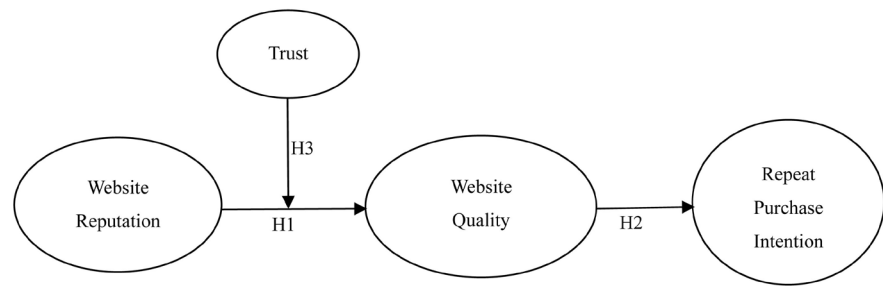 Trust
H3
Website
Reputation
H1
Website
Quality
H2
Repeat
Purchase
Intention